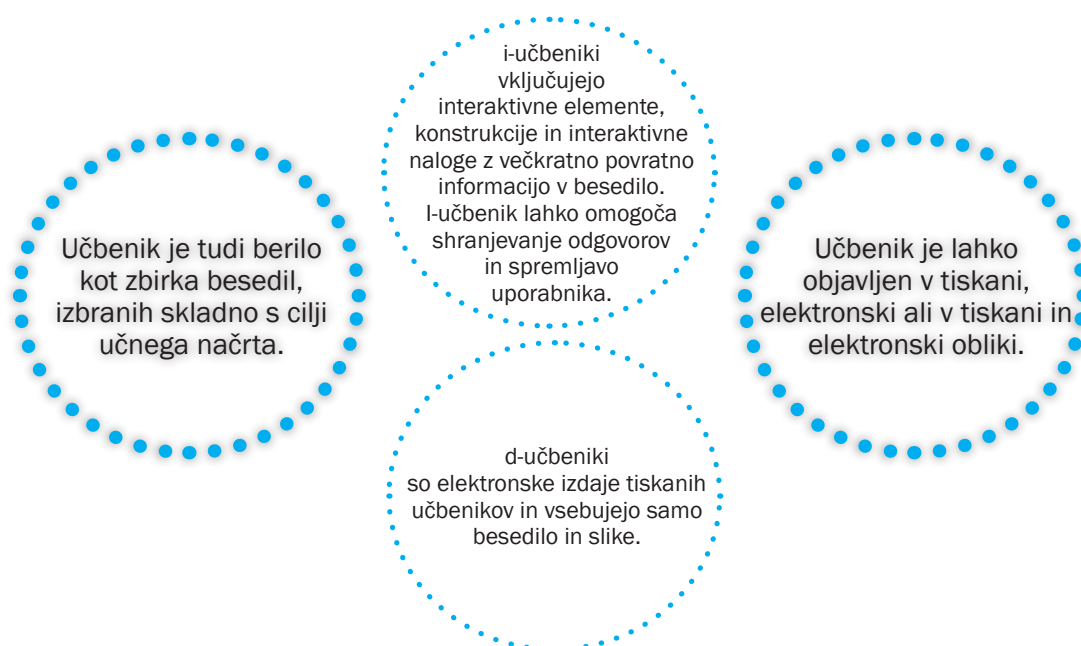 Učbenik je tudi berilo
kot zbirka besedil,
izbranih skladno s cilji
učnega načrta.
i-učbeniki
vključujejo
interaktivne elemente,
konstrukcije in interaktivne
naloge z večkratno povratno
informacijo v besedilo.
I-učbenik lahko omogoča
shranjevanje odgovorov
in spremljavo
uporabnika.
d-učbeniki
so elektronske izdaje tiskanih
učbenikov in vsebujejo samo
besedilo in slike.
Učbenik je lahko
objavljen v tiskani,
elektronski ali v tiskani in
elektronski obliki.